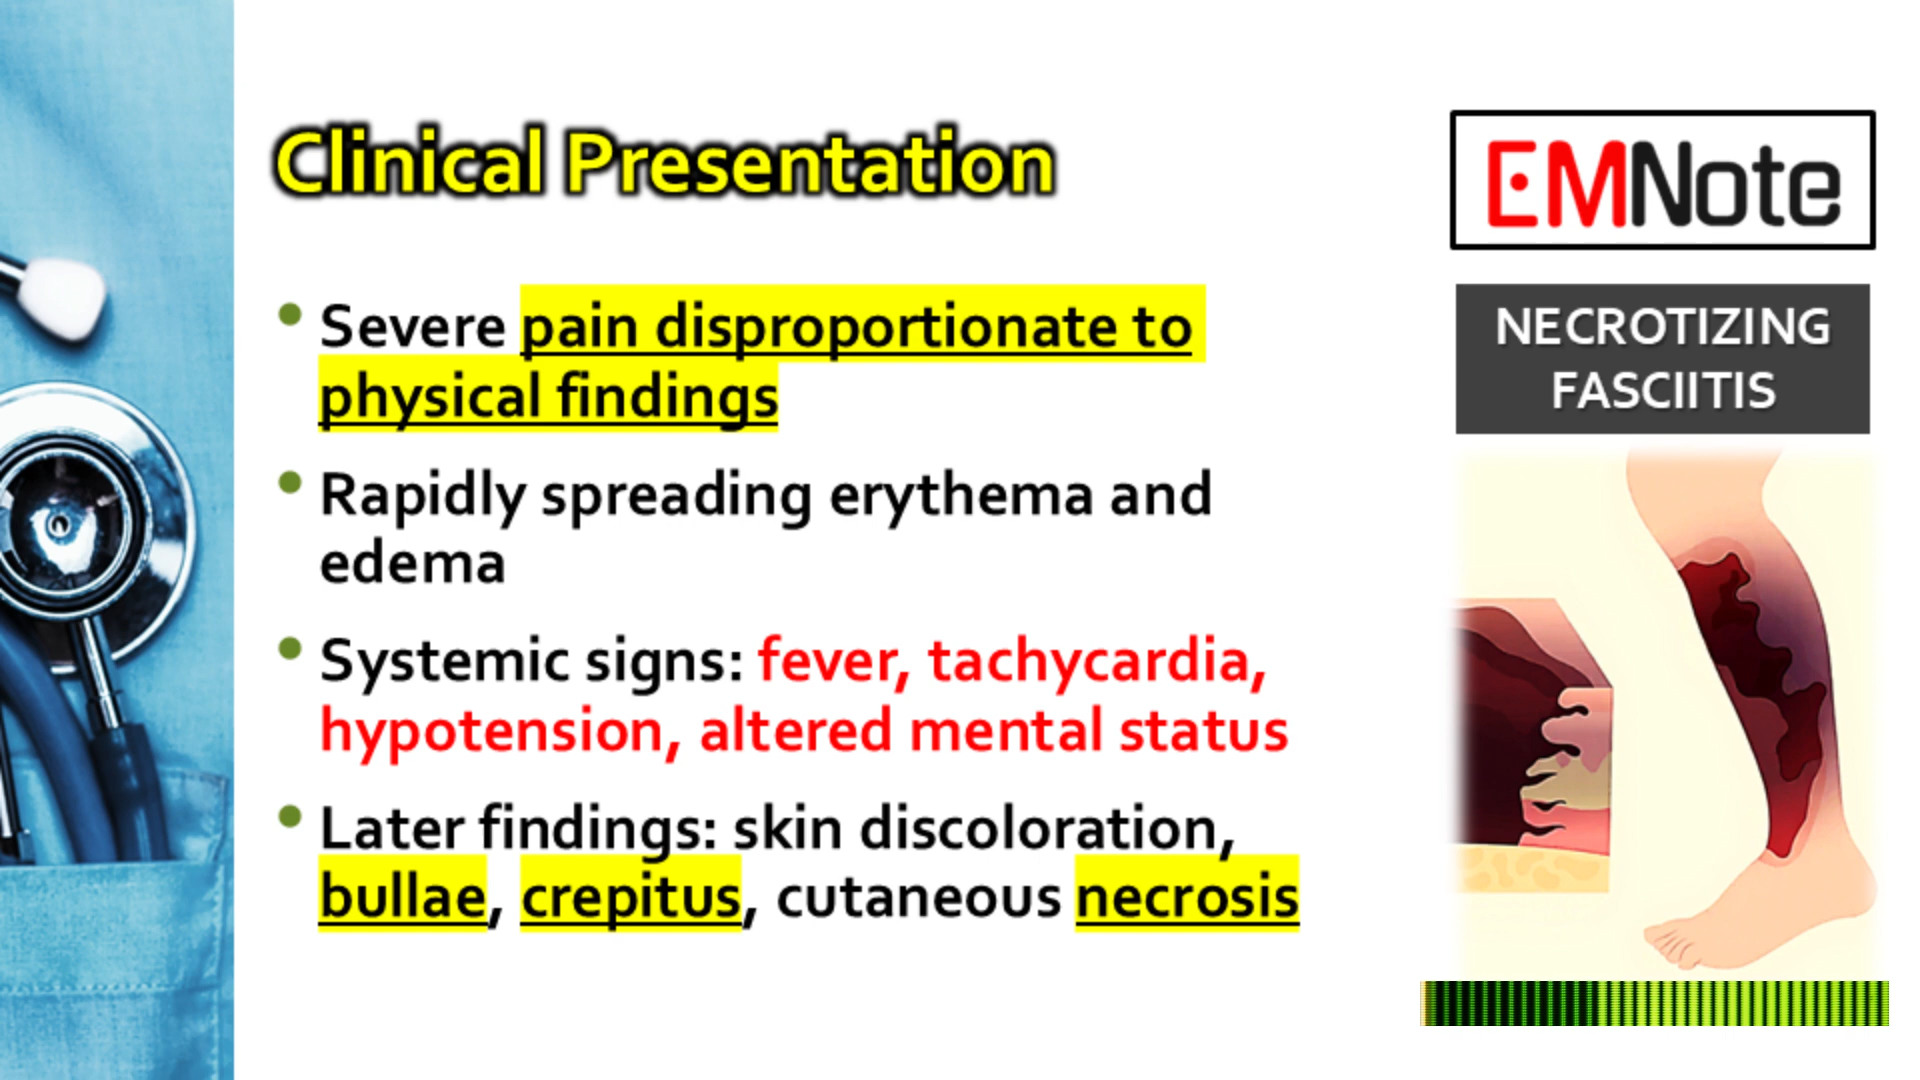 Clinical Presentation
• Severe pain disproportionate to
physical findings
• Rapidly spreading erythema and
edema
• Systemic signs: fever, tachycardia,
hypotension, altered mental status
• Later findings: skin discoloration,
bullae, crepitus, cutaneous necrosis
EMNote
NECROTIZING
FASCIITIS